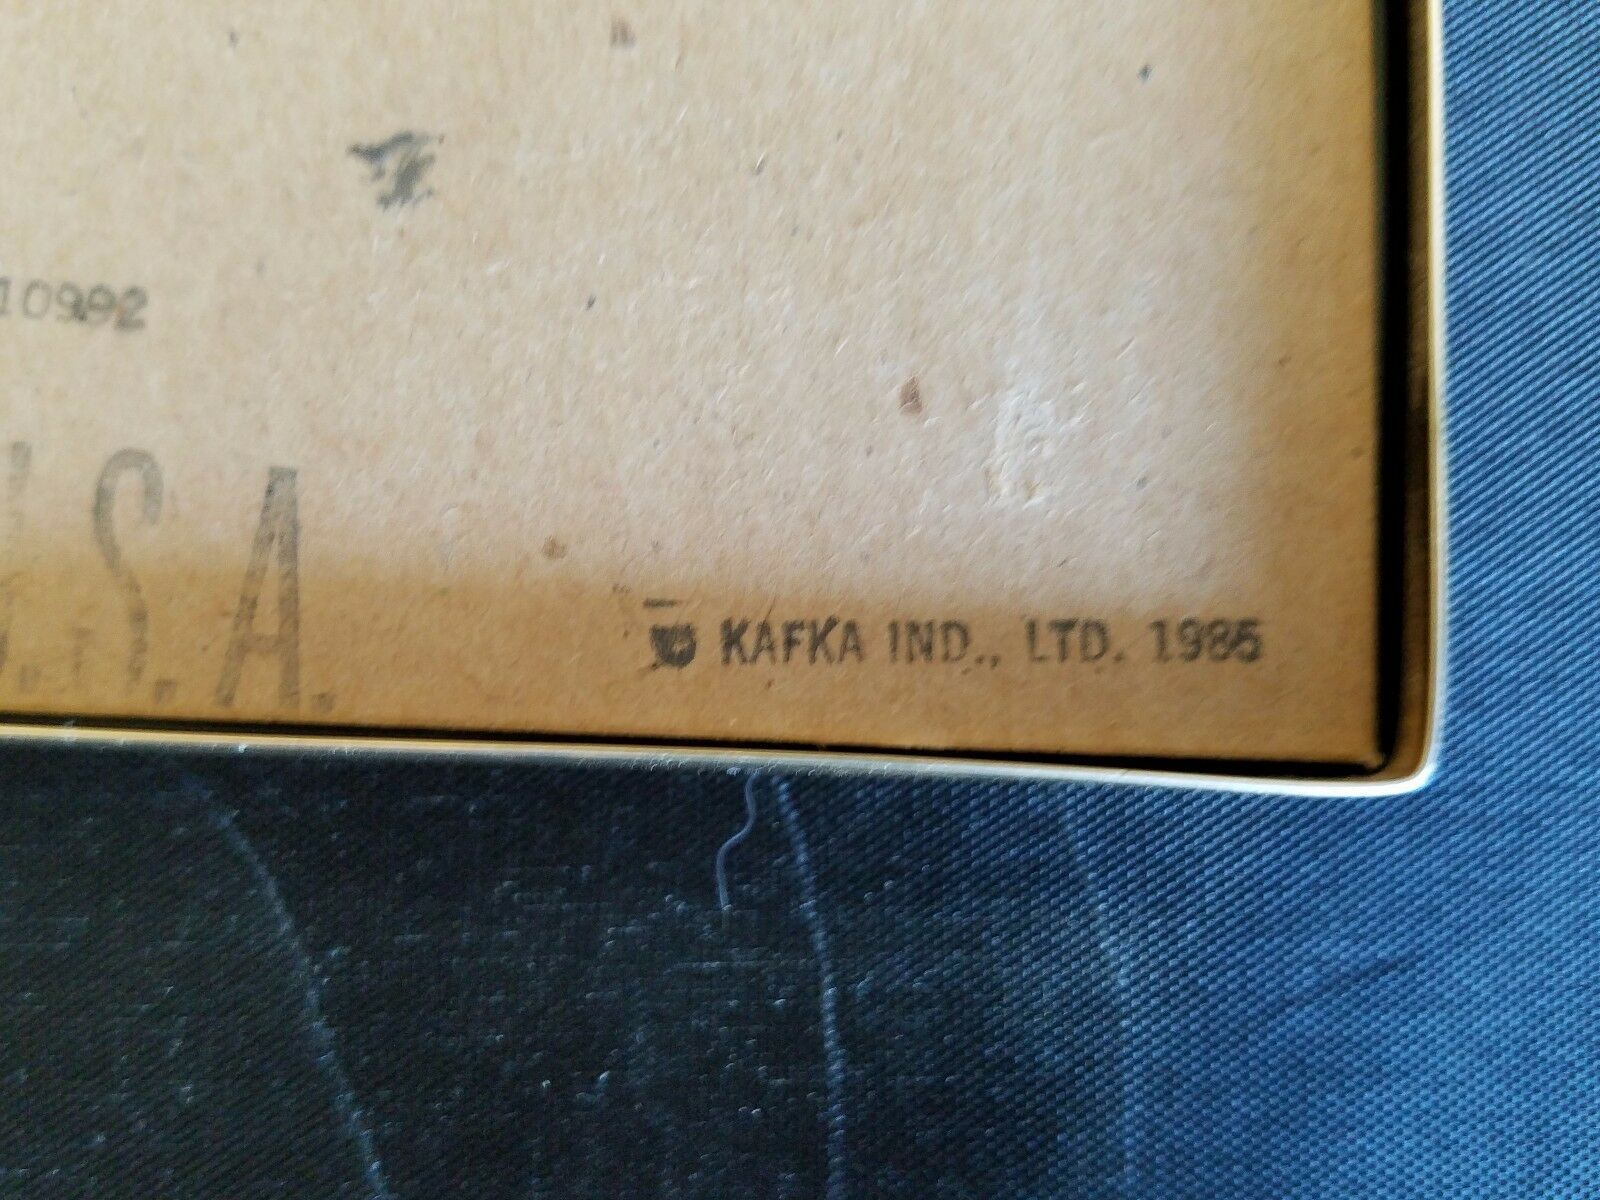 10992
U.S.A.
© KAFKA IND., LTD. 1985